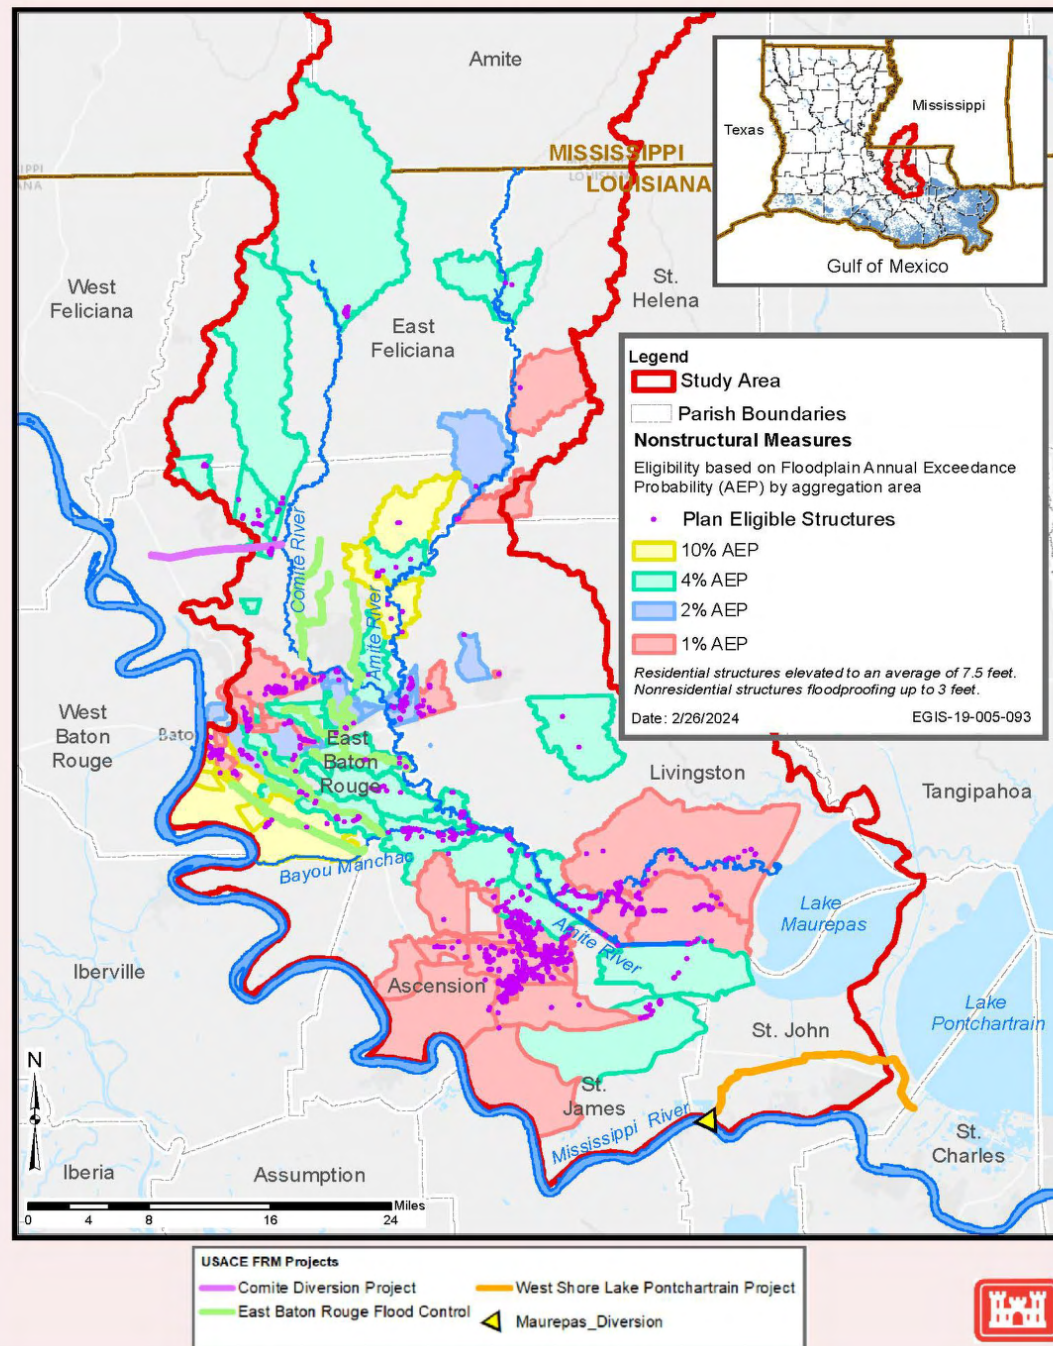 Amite
MISSISSIPPI
LOUISIANA
Texas
Mississippi
Gulf of Mexico
West
Feliciana
East
Feliciana
St.
Helena
Legend
Study Area
Parish Boundaries
Nonstructural Measures
Eligibility based on Floodplain Annual Exceedance
Probability (AEP) by aggregation area
Plan Eligible Structures
10% AEP
4% AEP
2% AEP
1% AEP
Residential structures elevated to an average of 7.5 feet.
Nonresidential structures floodproofing up to 3 feet.
Date: 2/26/2024
EGIS-19-005-093
Comite River
Amite River
West
Baton
Rouge
Bato
East
Baton
Rouge
Livingston
Tangipahoa
Bayou Manchac
Lake
Maurepas
Amite River
Iberville
Ascension
Lake
Pontchartrain
St. John
St.
James
Mississippi River
St.
Charles
N
Iberia
Assumption
Miles
0 4 8 16 24
USACE FRM Projects
Comite Diversion Project
West Shore Lake Pontchartrain Project
East Baton Rouge Flood Control
Maurepas_Diversion